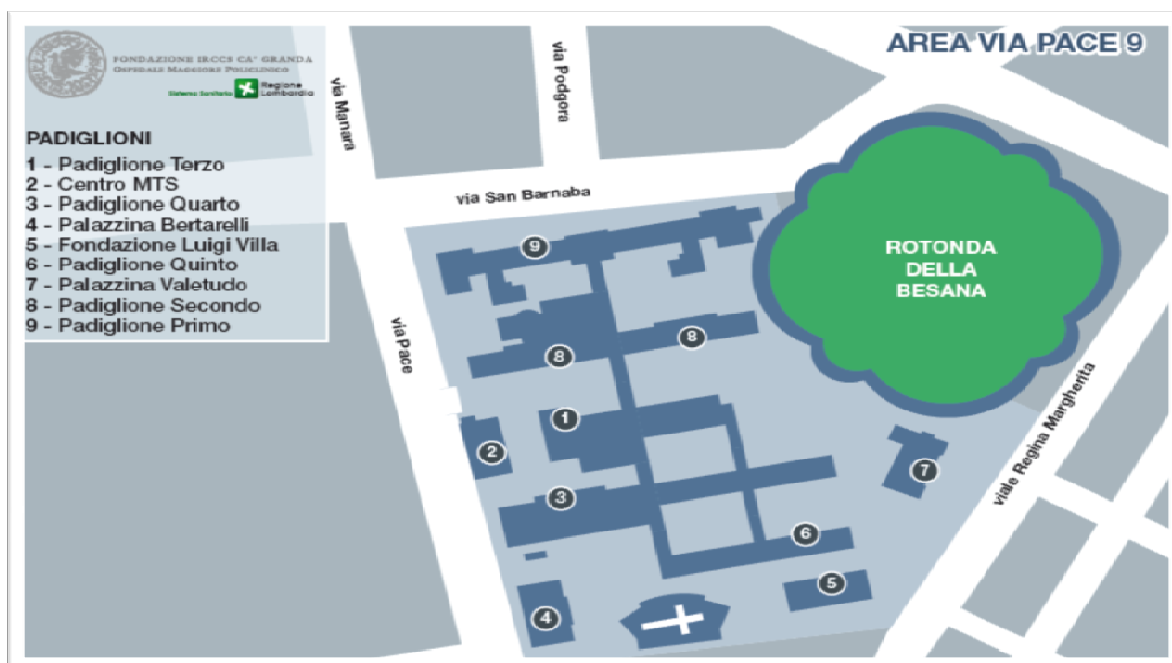 AREA VIA PACE 9
FONDAZIONE IRCCS CA' GRANDA
OSPEDALE MAGGIORE POLICLINICO
Sistema Sanitario
Regione
Lombardia
PADIGLIONI
1 - Padiglione Terzo
2 - Centro MTS
3 - Padiglione Quarto
4 - Palazzina Bertarelli
5 - Fondazione Luigi Villa
6 - Padiglione Quinto
7 - Palazzina Valetudo
8 - Padiglione Secondo
9 - Padiglione Primo
via Manara
via Podgora
via San Barnaba
via Pace
ROTONDA
DELLA
BESANA
viale Regina Margherita
9
8
8
1
2
7
3
6
5
4